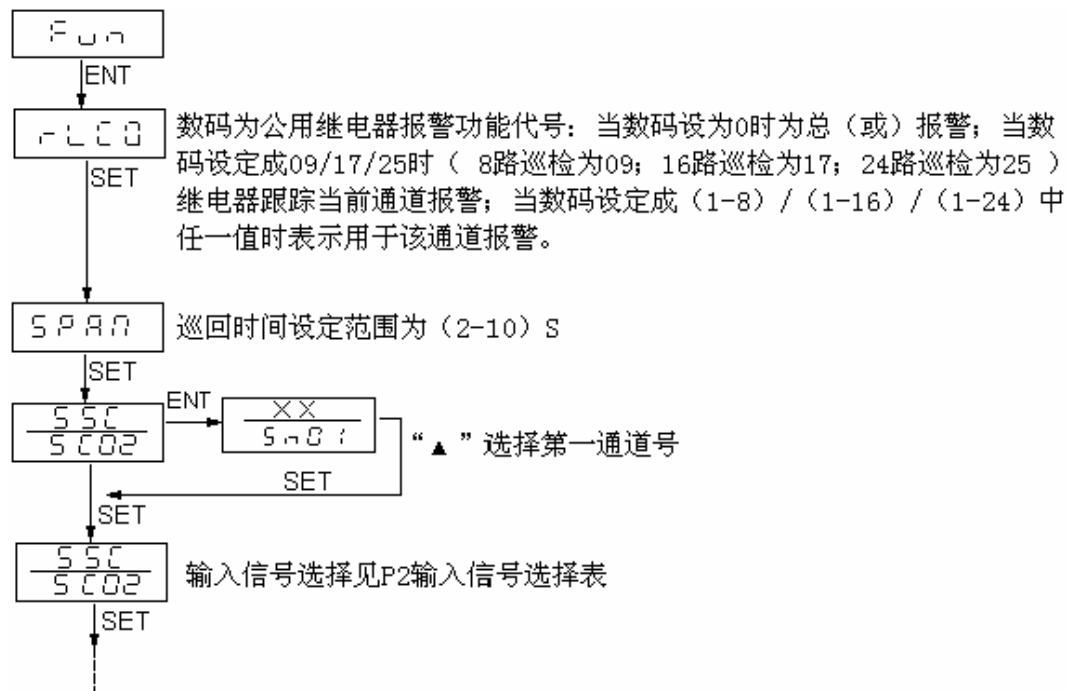 Fun
ENT
rLC0
数码为公用继电器报警功能代号：当数码设为0时为总（或）报警；当数
码设定成09/17/25时（ 8路巡检为09；16路巡检为17；24路巡检为25 ）
SET
继电器跟踪当前通道报警；当数码设定成（1-8）/（1-16）/（1-24）中
任一值时表示用于该通道报警。
SPAN
巡回时间设定范围为（2-10）S
SET
SSC
SC02
ENT
XX
Sn01
“▲”选择第一通道号
SET
SET
SSC
SC02
输入信号选择见P2输入信号选择表
SET